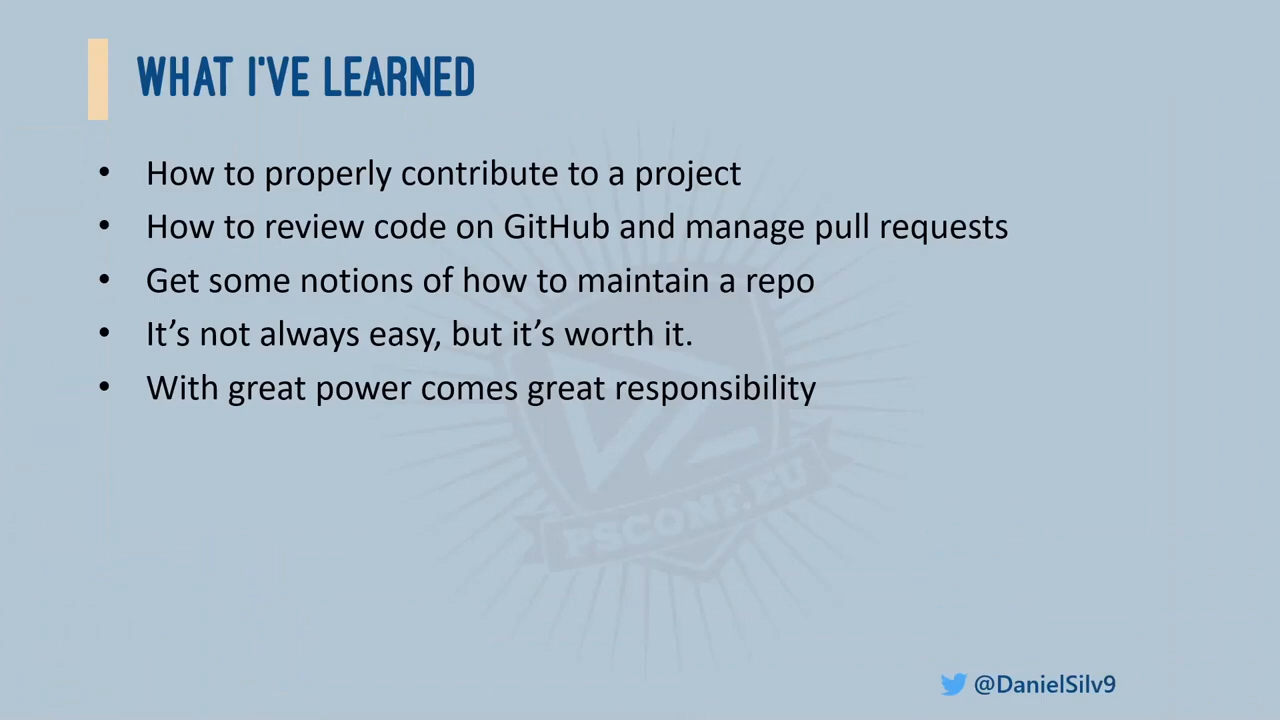 WHAT I'VE LEARNED
• How to properly contribute to a project
• How to review code on GitHub and manage pull requests
• Get some notions of how to maintain a repo
• It’s not always easy, but it’s worth it.
• With great power comes great responsibility
PSCONF.EU
@DanielSilv9